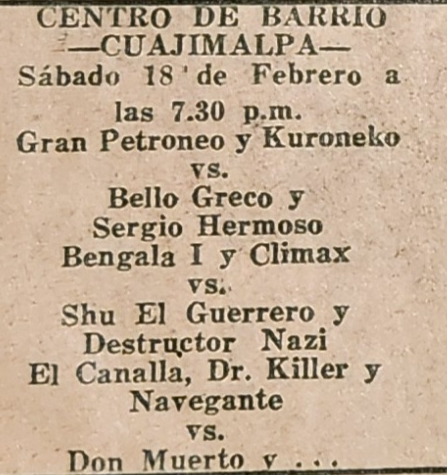 CENTRO DE BARRIO
—CUAJIMALPA—
Sábado 18 de Febrero a
las 7.30 p.m.
Gran Petroneo y Kuroneko
vs.
Bello Greco y
Sergio Hermoso
Bengala I y Climax
vs.
Shu El Guerrero y
Destructor Nazi
El Canalla, Dr. Killer y
Navegante
vs.
Don Muerto y . . .